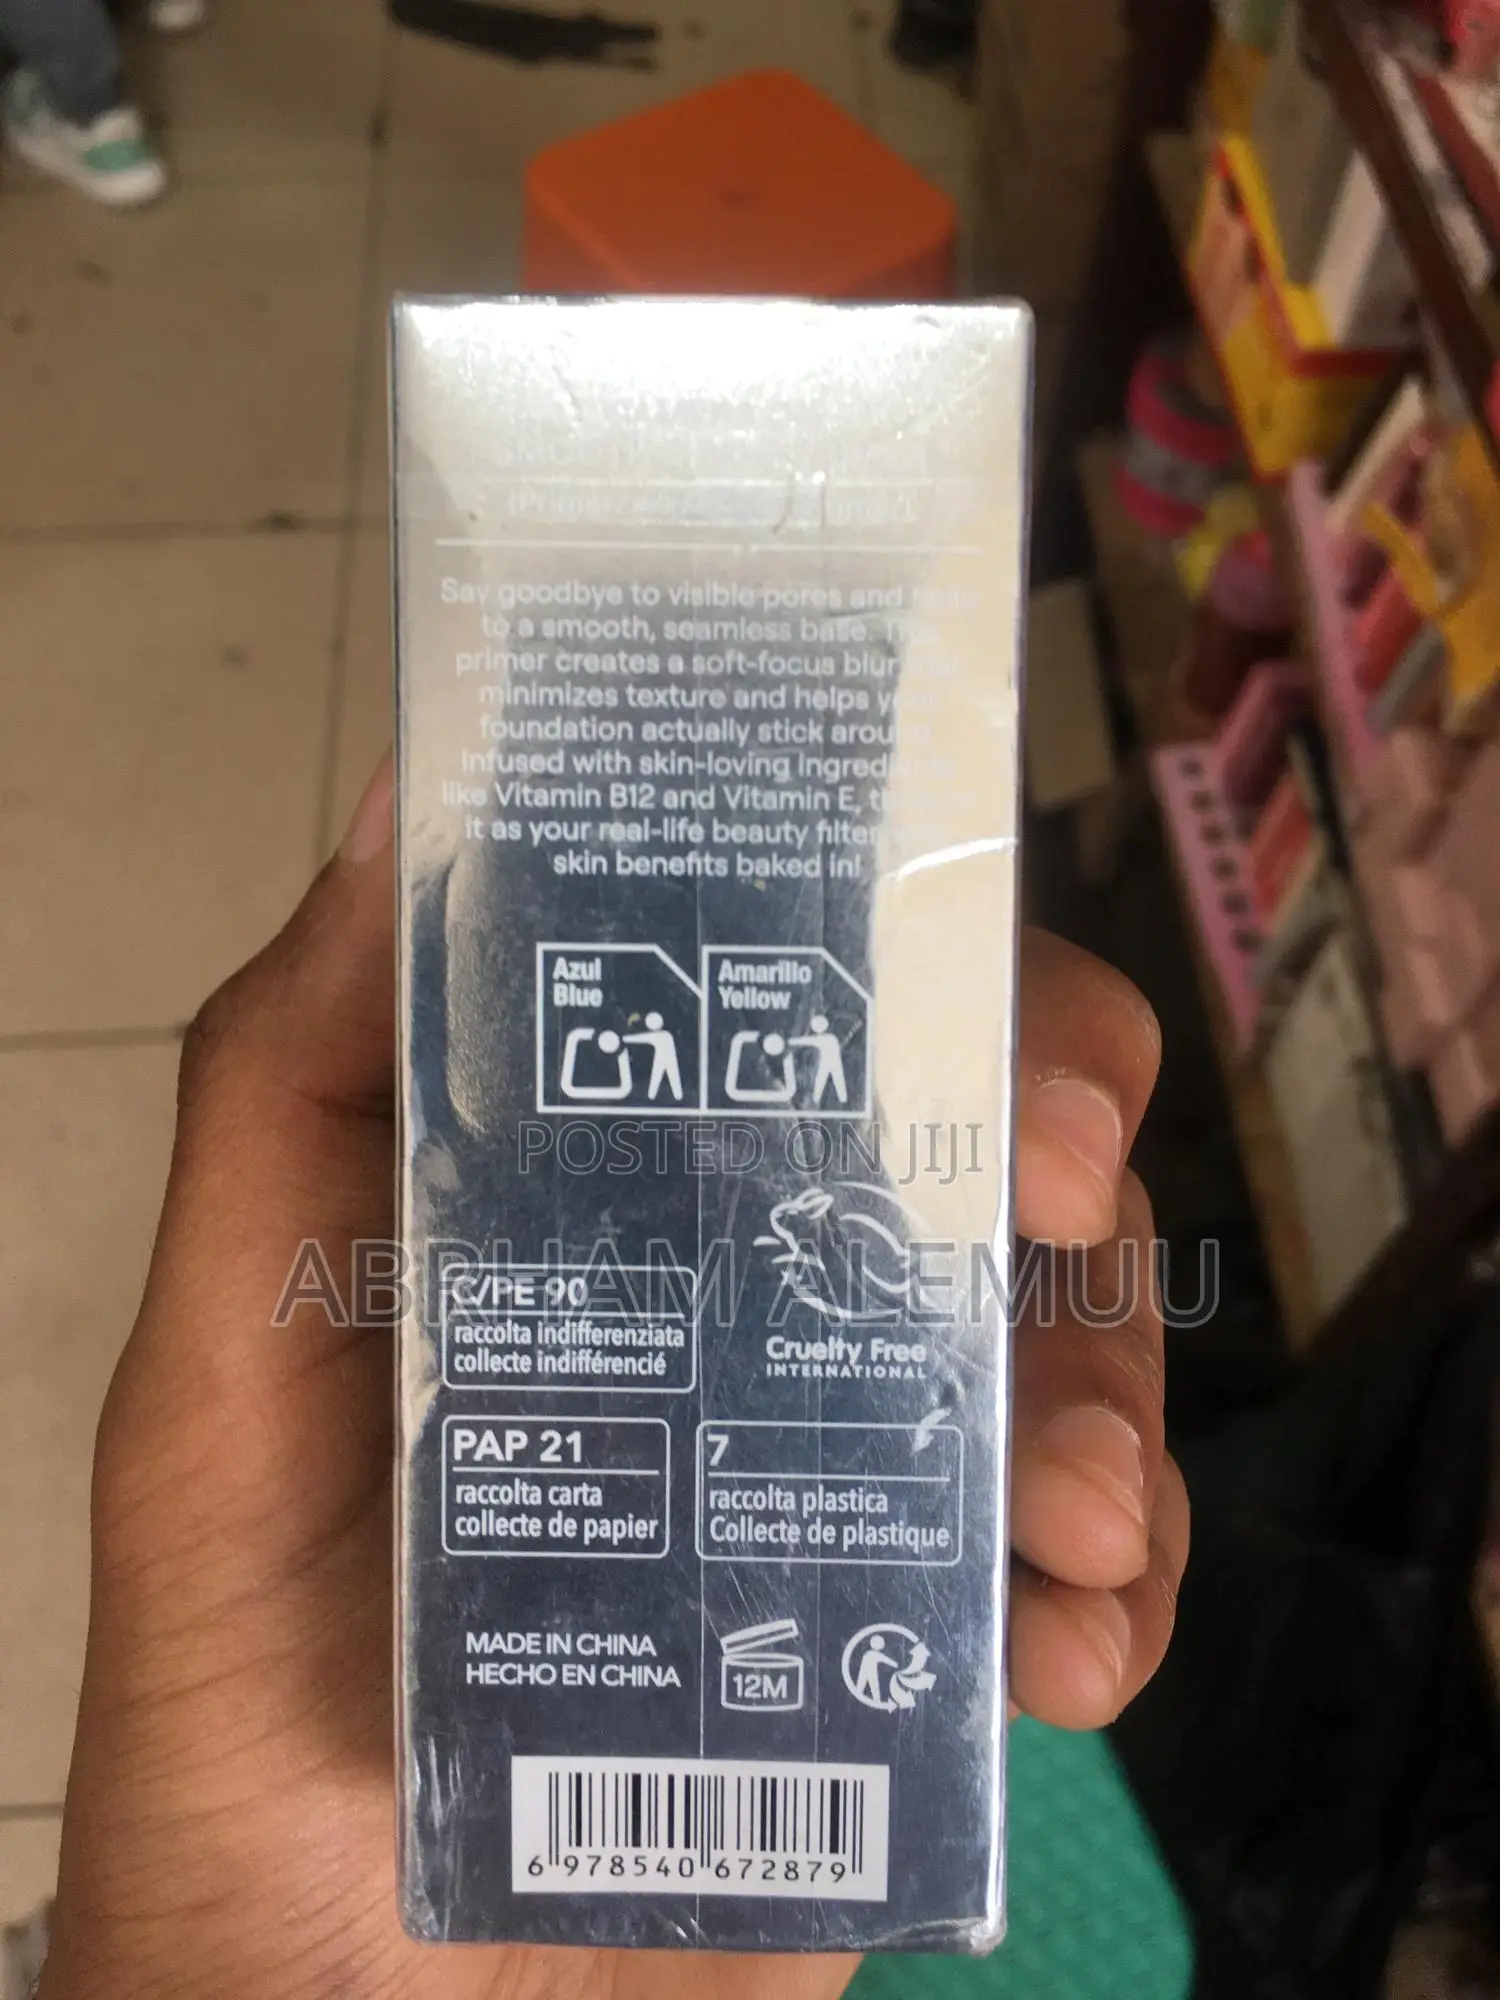 Say goodbye to visible pores and
to a smooth, seamless base. This
primer creates a soft-focus blur
minimizes texture and helps your
foundation actually stick around
Infused with skin-loving ingredients
like Vitamin B12 and Vitamin E,
it as your real-life beauty filter
skin benefits baked in!
Azul
Blue
Amarillo
Yellow
POSTED ON JIJI
ABRHAM ALEMUU
C/PE 90
raccolta indifferenziata
collecte indifférencié
Cruelty Free
INTERNATIONAL
PAP 21
raccolta carta
collecte de papier
7
raccolta plastica
Collecte de plastique
MADE IN CHINA
HECHO EN CHINA
12M
6 978540 672879